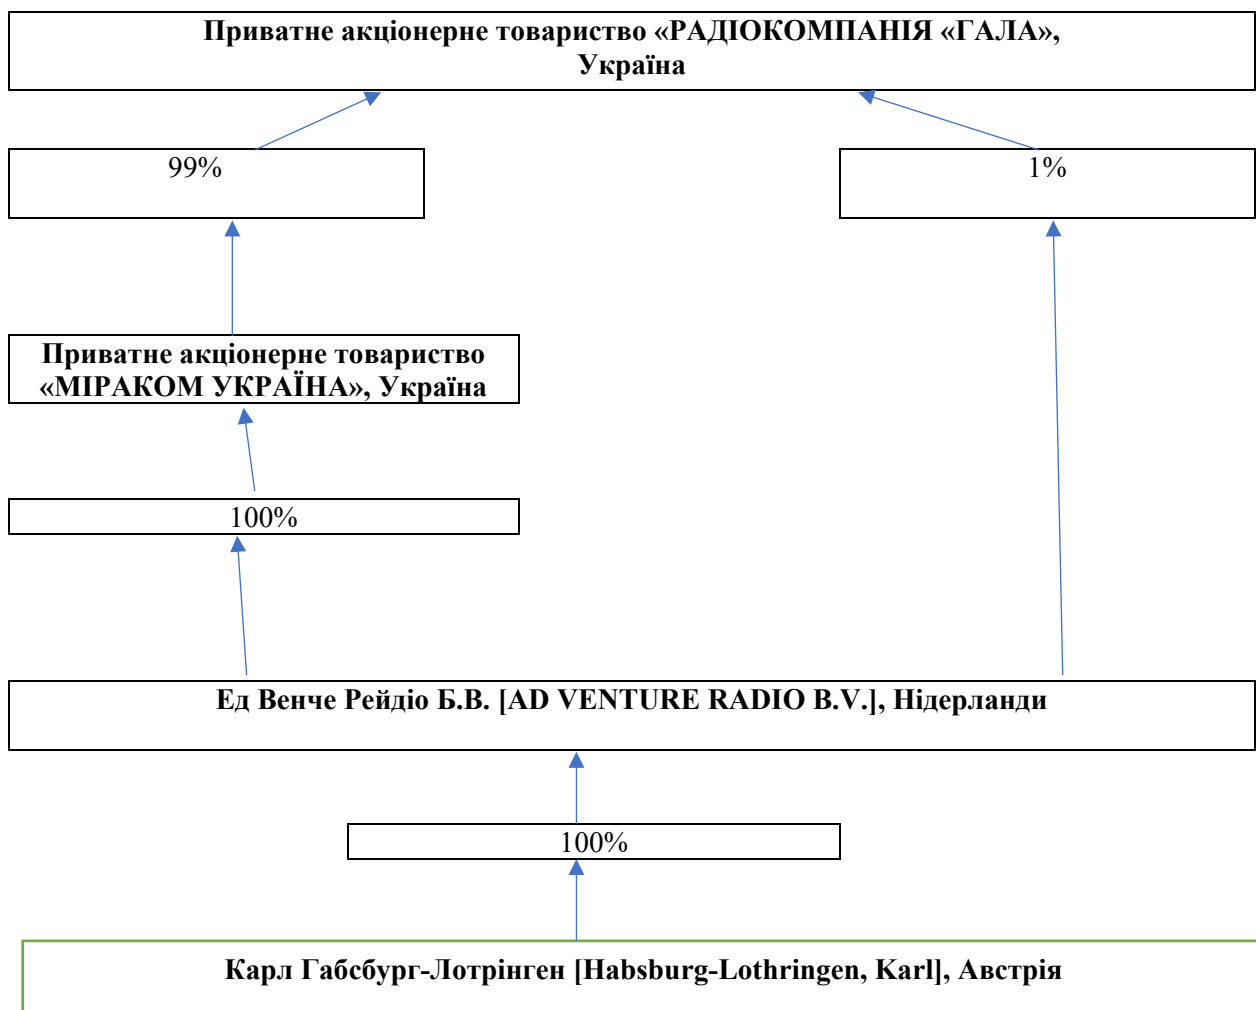 Приватне акціонерне товариство «РАДІОКОМПАНІЯ «ГАЛА»,
Україна
99%
1%
Приватне акціонерне товариство
«МІРАКОМ УКРАЇНА», Україна
100%
Ед Венче Рейдіо Б.В. [AD VENTURE RADIO B.V.], Нідерланди
100%
Карл Габсбург-Лотрінген [Habsburg-Lothringen, Karl], Австрія